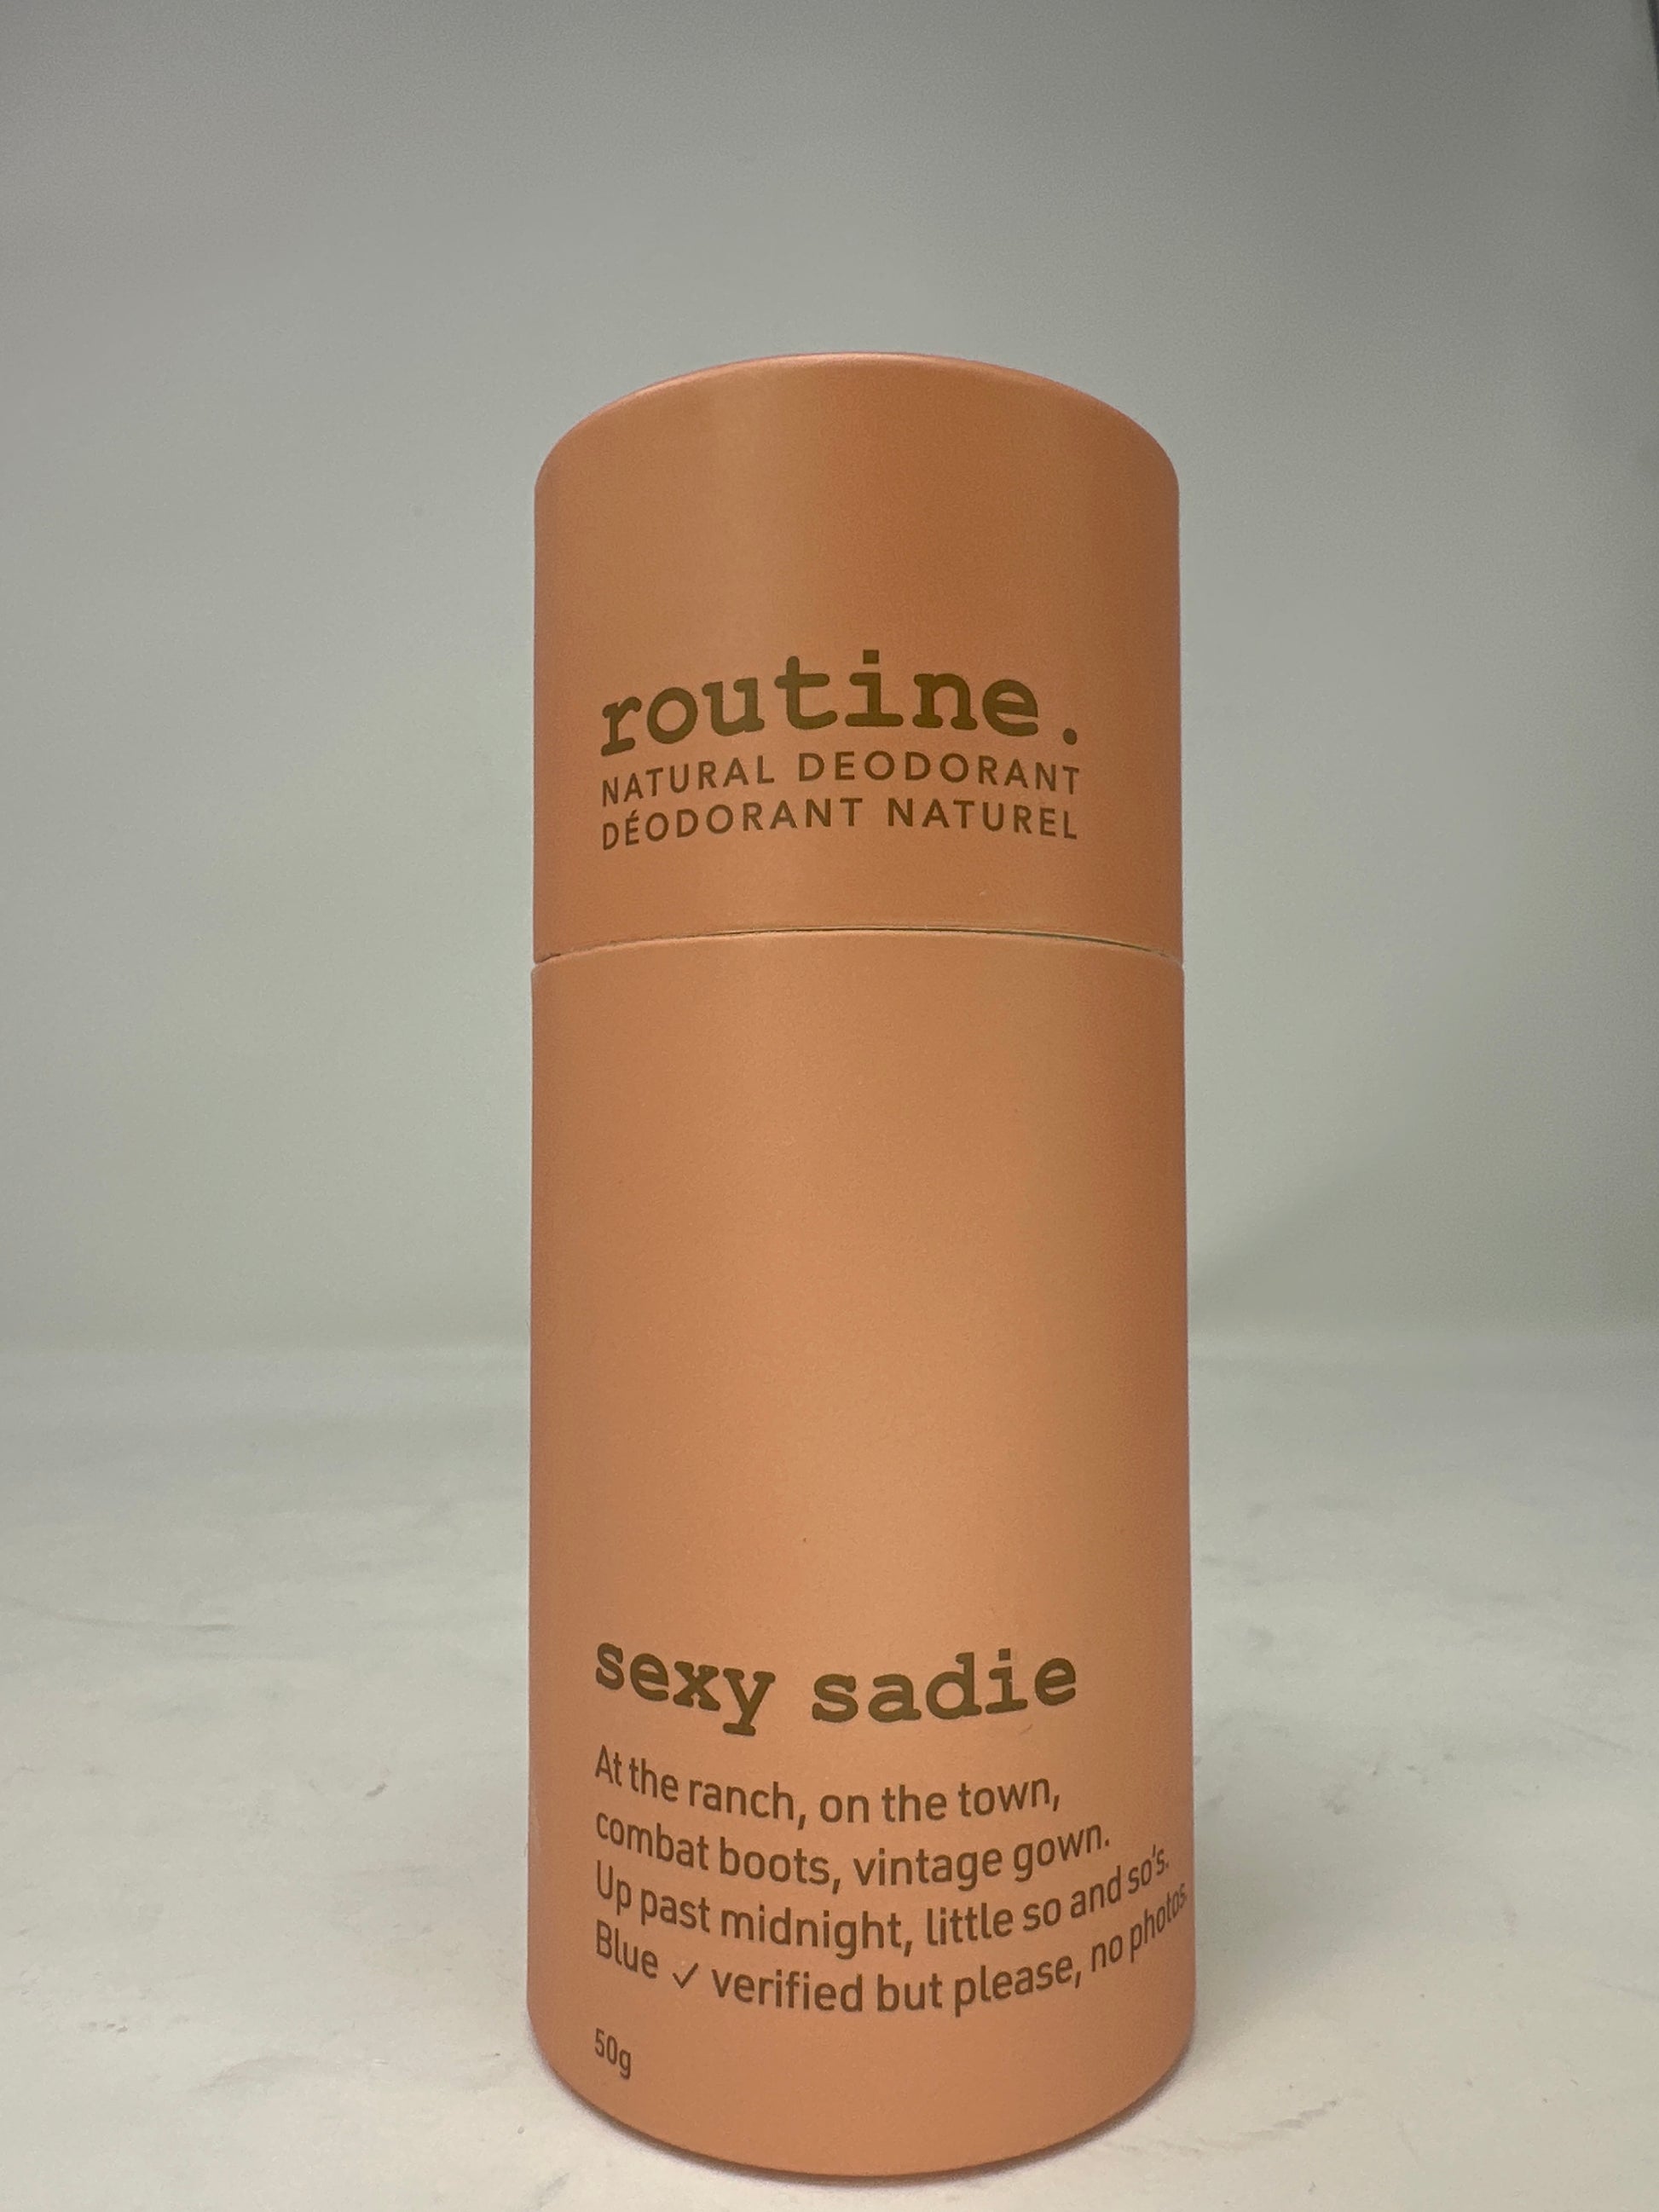 routine.
NATURAL DEODORANT
DÉODORANT NATUREL
sexy sadie
At the ranch, on the town,
combat boots, vintage gown.
Up past midnight, little so and so's.
Blue ✓ verified but please, no photos.
50g